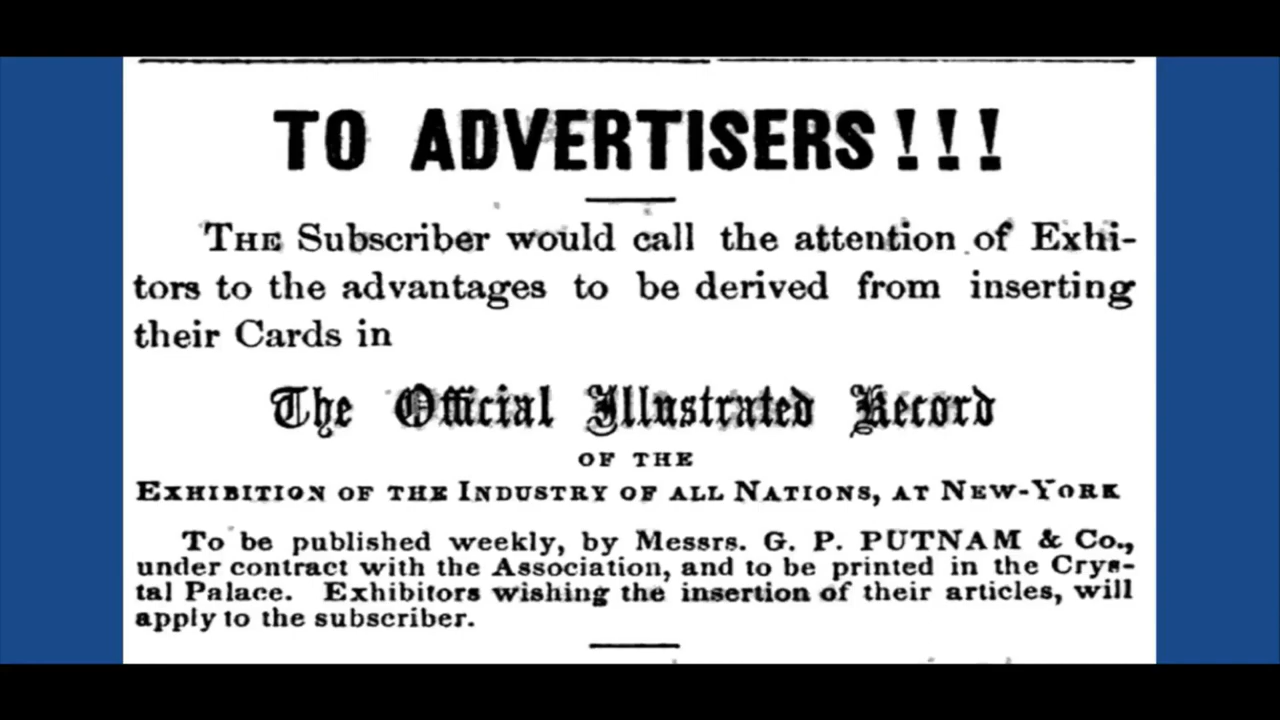 TO ADVERTISERS!!!
THE Subscriber would call the attention of Exhi-
tors to the advantages to be derived from inserting
their Cards in
The Official Illustrated Record
OF THE
EXHIBITION OF THE INDUSTRY OF ALL NATIONS, AT NEW-YORK
To be published weekly, by Messrs. G. P. PUTNAM & Co.,
under contract with the Association, and to be printed in the Crys-
tal Palace. Exhibitors wishing the insertion of their articles, will
apply to the subscriber.